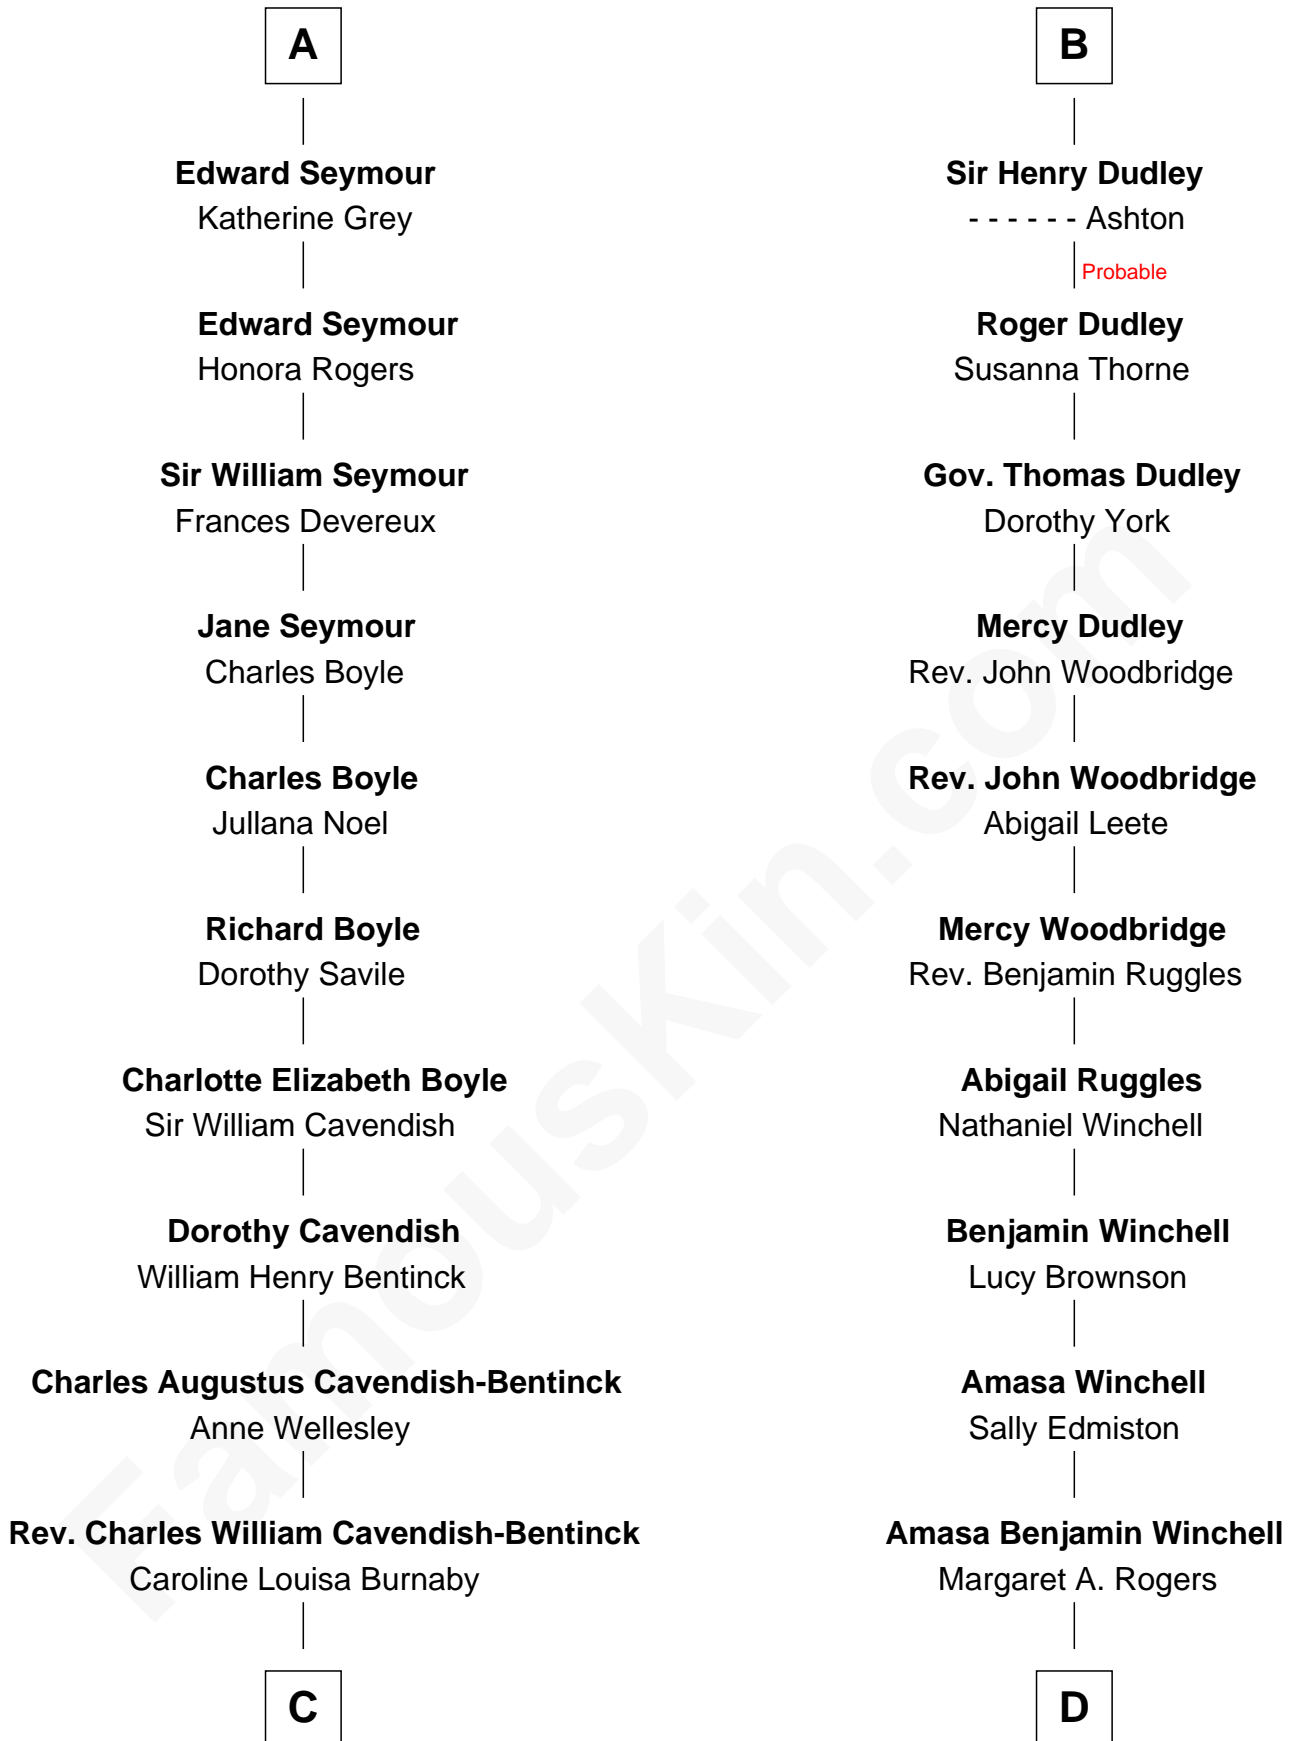 A
Edward Seymour
Katherine Grey
Edward Seymour
Honora Rogers
Sir William Seymour
Frances Devereux
Jane Seymour
Charles Boyle
Charles Boyle
Jullana Noel
Richard Boyle
Dorothy Savile
Charlotte Elizabeth Boyle
Sir William Cavendish
Dorothy Cavendish
William Henry Bentinck
Charles Augustus Cavendish-Bentinck
Anne Wellesley
Rev. Charles William Cavendish-Bentinck
Caroline Louisa Burnaby
C
B
Sir Henry Dudley
- - - - - - Ashton
Probable
Roger Dudley
Susanna Thorne
Gov. Thomas Dudley
Dorothy York
Mercy Dudley
Rev. John Woodbridge
Rev. John Woodbridge
Abigail Leete
Mercy Woodbridge
Rev. Benjamin Ruggles
Abigail Ruggles
Nathaniel Winchell
Benjamin Winchell
Lucy Brownson
Amasa Winchell
Sally Edmiston
Amasa Benjamin Winchell
Margaret A. Rogers
D
FamousKin.com